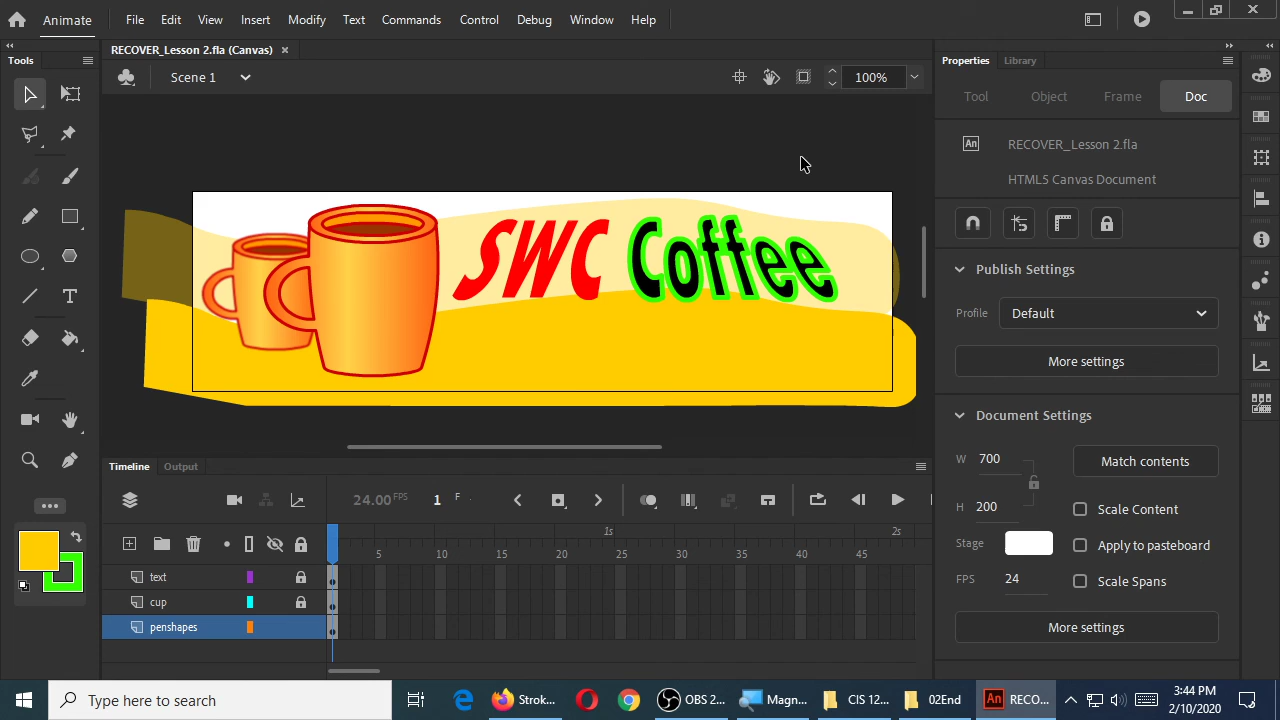 Animate
File Edit View Insert Modify Text Commands Control Debug Window Help
RECOVER_Lesson 2.fla (Canvas)
Tools
Scene 1
100%
SWC Coffee
Properties Library
Tool Object Frame Doc
An RECOVER_Lesson 2.fla
HTML5 Canvas Document
Publish Settings
Profile Default
More settings
Document Settings
W 700
Match contents
H 200
Scale Content
Stage
Apply to pasteboard
FPS 24
Scale Spans
More settings
Timeline Output
24.00 FPS 1 F
1s 2s
5 10 15 20 25 30 35 40 45
text
cup
penshapes
Type here to search
Strok...
OBS 2...
Magn...
CIS 12...
02End
An RECO...
3:44 PM
2/10/2020